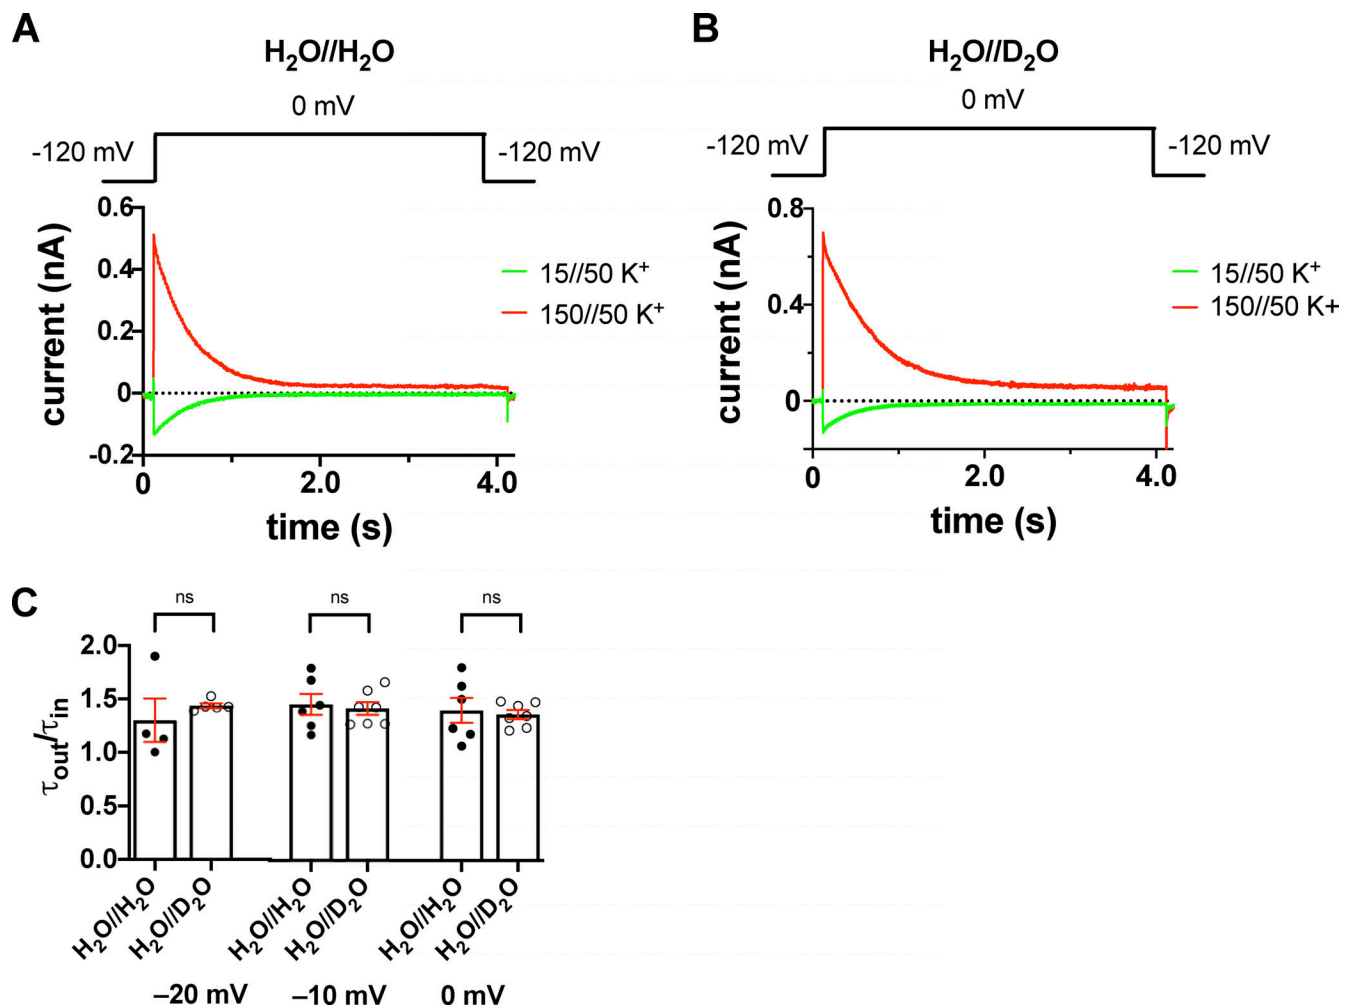 A
H₂O//H₂O
0 mV
-120 mV
-120 mV
0.6
0.4
0.2
0
-0.2
current (nA)
15//50 K⁺
150//50 K⁺
0
2.0
4.0
time (s)
B
H₂O//D₂O
0 mV
-120 mV
-120 mV
0.8
0.4
0
current (nA)
15//50 K⁺
150//50 K+
0
2.0
4.0
time (s)
C
ns
ns
ns
2.0
1.5
1.0
0.5
0.0
τout/τin
H₂O//H₂O
H₂O//D₂O
H₂O//H₂O
H₂O//D₂O
H₂O//H₂O
H₂O//D₂O
–20 mV
–10 mV
0 mV